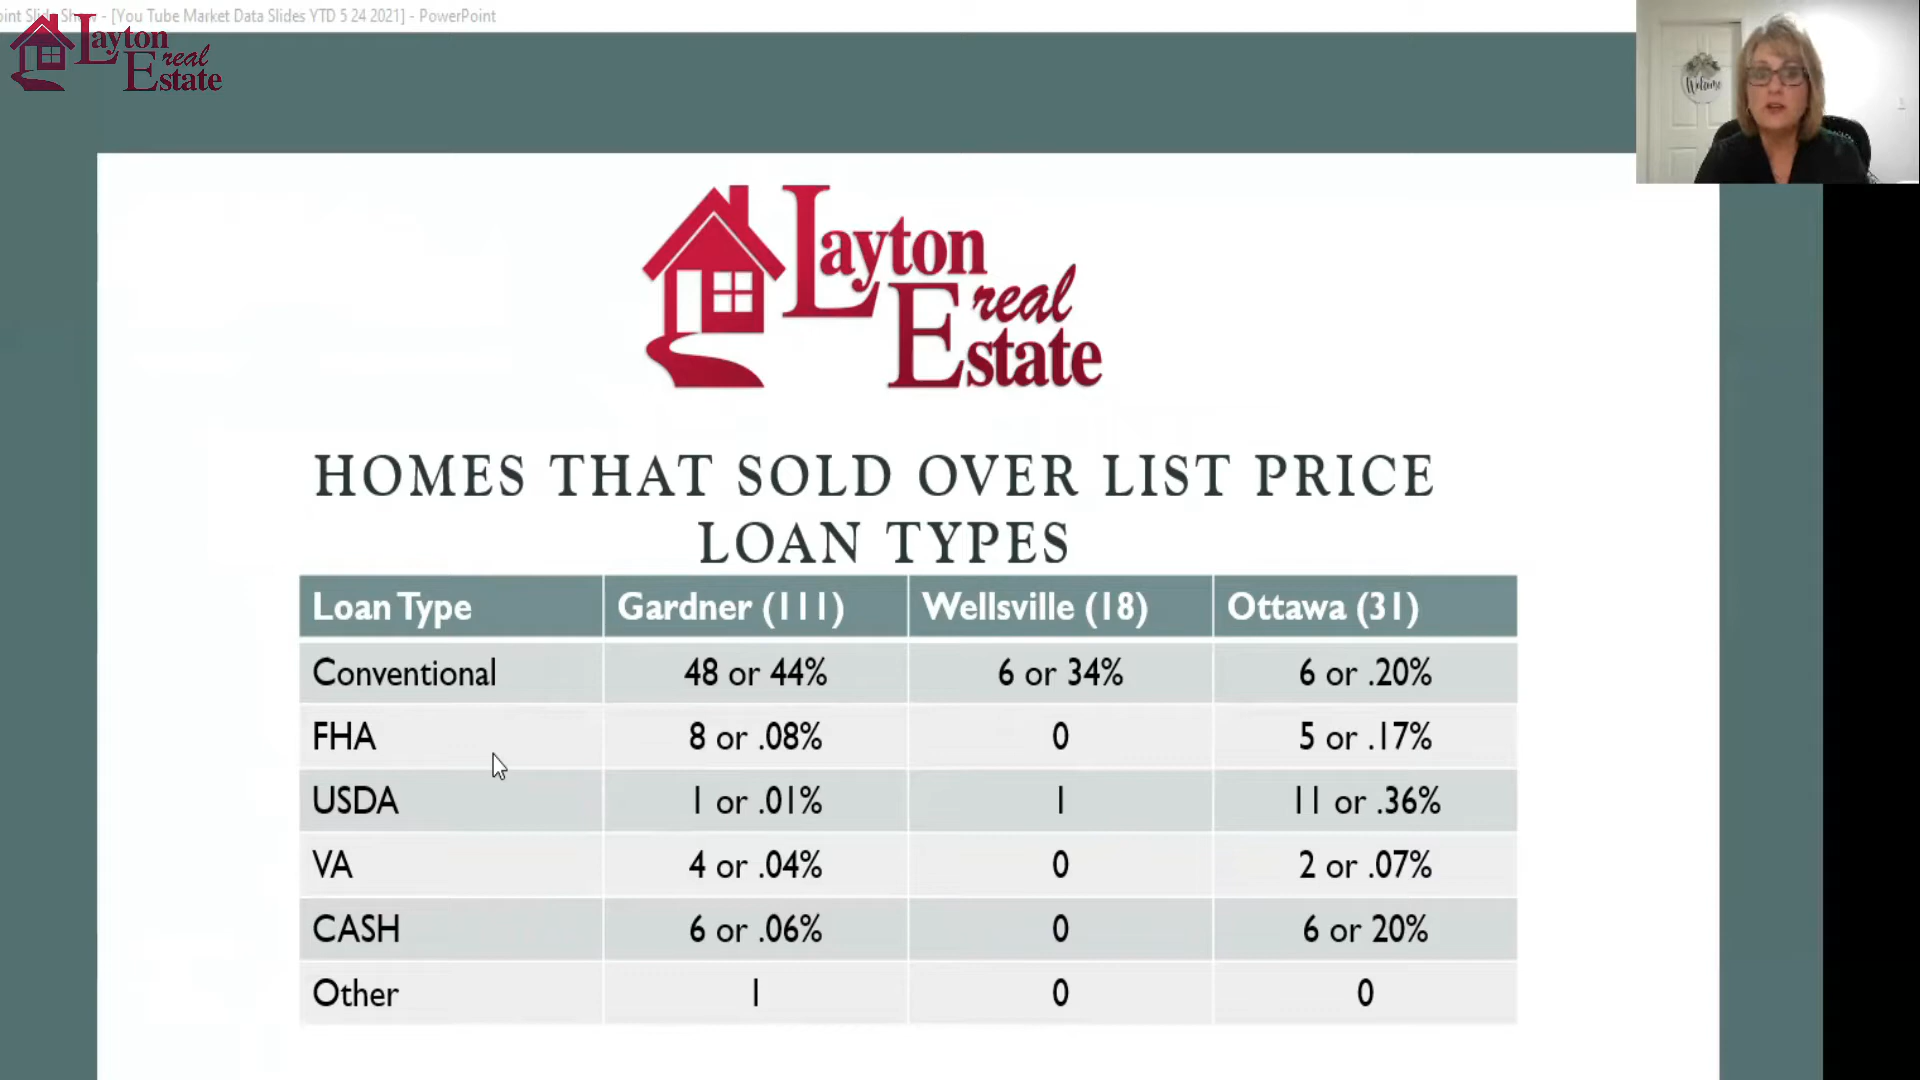 oint Slide Show - [You Tube Market Data Slides YTD 5 24 2021] - PowerPoint
Layton
real
Estate
Welcome
Layton
real
Estate
HOMES THAT SOLD OVER LIST PRICE
LOAN TYPES
Loan Type Gardner (111) Wellsville (18) Ottawa (31)
Conventional 48 or 44% 6 or 34% 6 or .20%
FHA 8 or .08% 0 5 or .17%
USDA 1 or .01% 1 11 or .36%
VA 4 or .04% 0 2 or .07%
CASH 6 or .06% 0 6 or 20%
Other 1 0 0